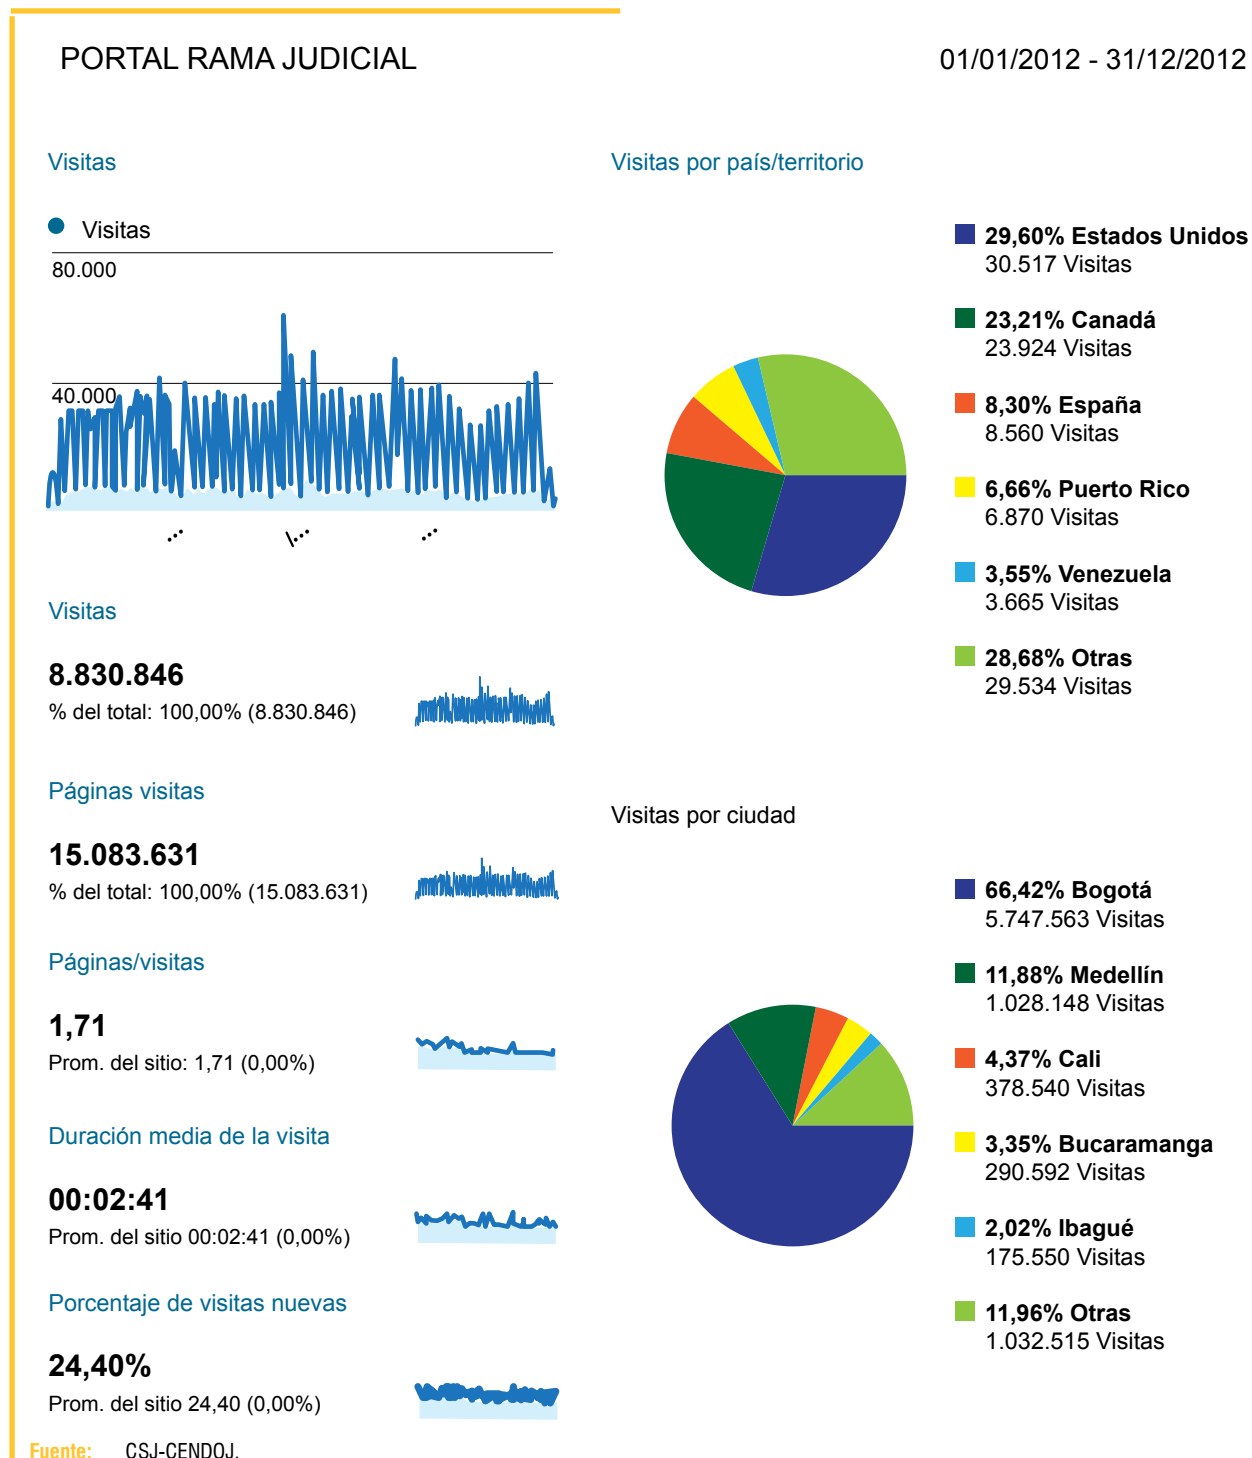 PORTAL RAMA JUDICIAL
01/01/2012 - 31/12/2012
Visitas
Visitas
80.000
40.000
Visitas
8.830.846
% del total: 100,00% (8.830.846)
Páginas visitas
15.083.631
% del total: 100,00% (15.083.631)
Páginas/visitas
1,71
Prom. del sitio: 1,71 (0,00%)
Duración media de la visita
00:02:41
Prom. del sitio 00:02:41 (0,00%)
Porcentaje de visitas nuevas
24,40%
Prom. del sitio 24,40 (0,00%)
Visitas por país/territorio
29,60% Estados Unidos
30.517 Visitas
23,21% Canadá
23.924 Visitas
8,30% España
8.560 Visitas
6,66% Puerto Rico
6.870 Visitas
3,55% Venezuela
3.665 Visitas
28,68% Otras
29.534 Visitas
Visitas por ciudad
66,42% Bogotá
5.747.563 Visitas
11,88% Medellín
1.028.148 Visitas
4,37% Cali
378.540 Visitas
3,35% Bucaramanga
290.592 Visitas
2,02% Ibagué
175.550 Visitas
11,96% Otras
1.032.515 Visitas
Fuente: CSJ-CENDOJ.